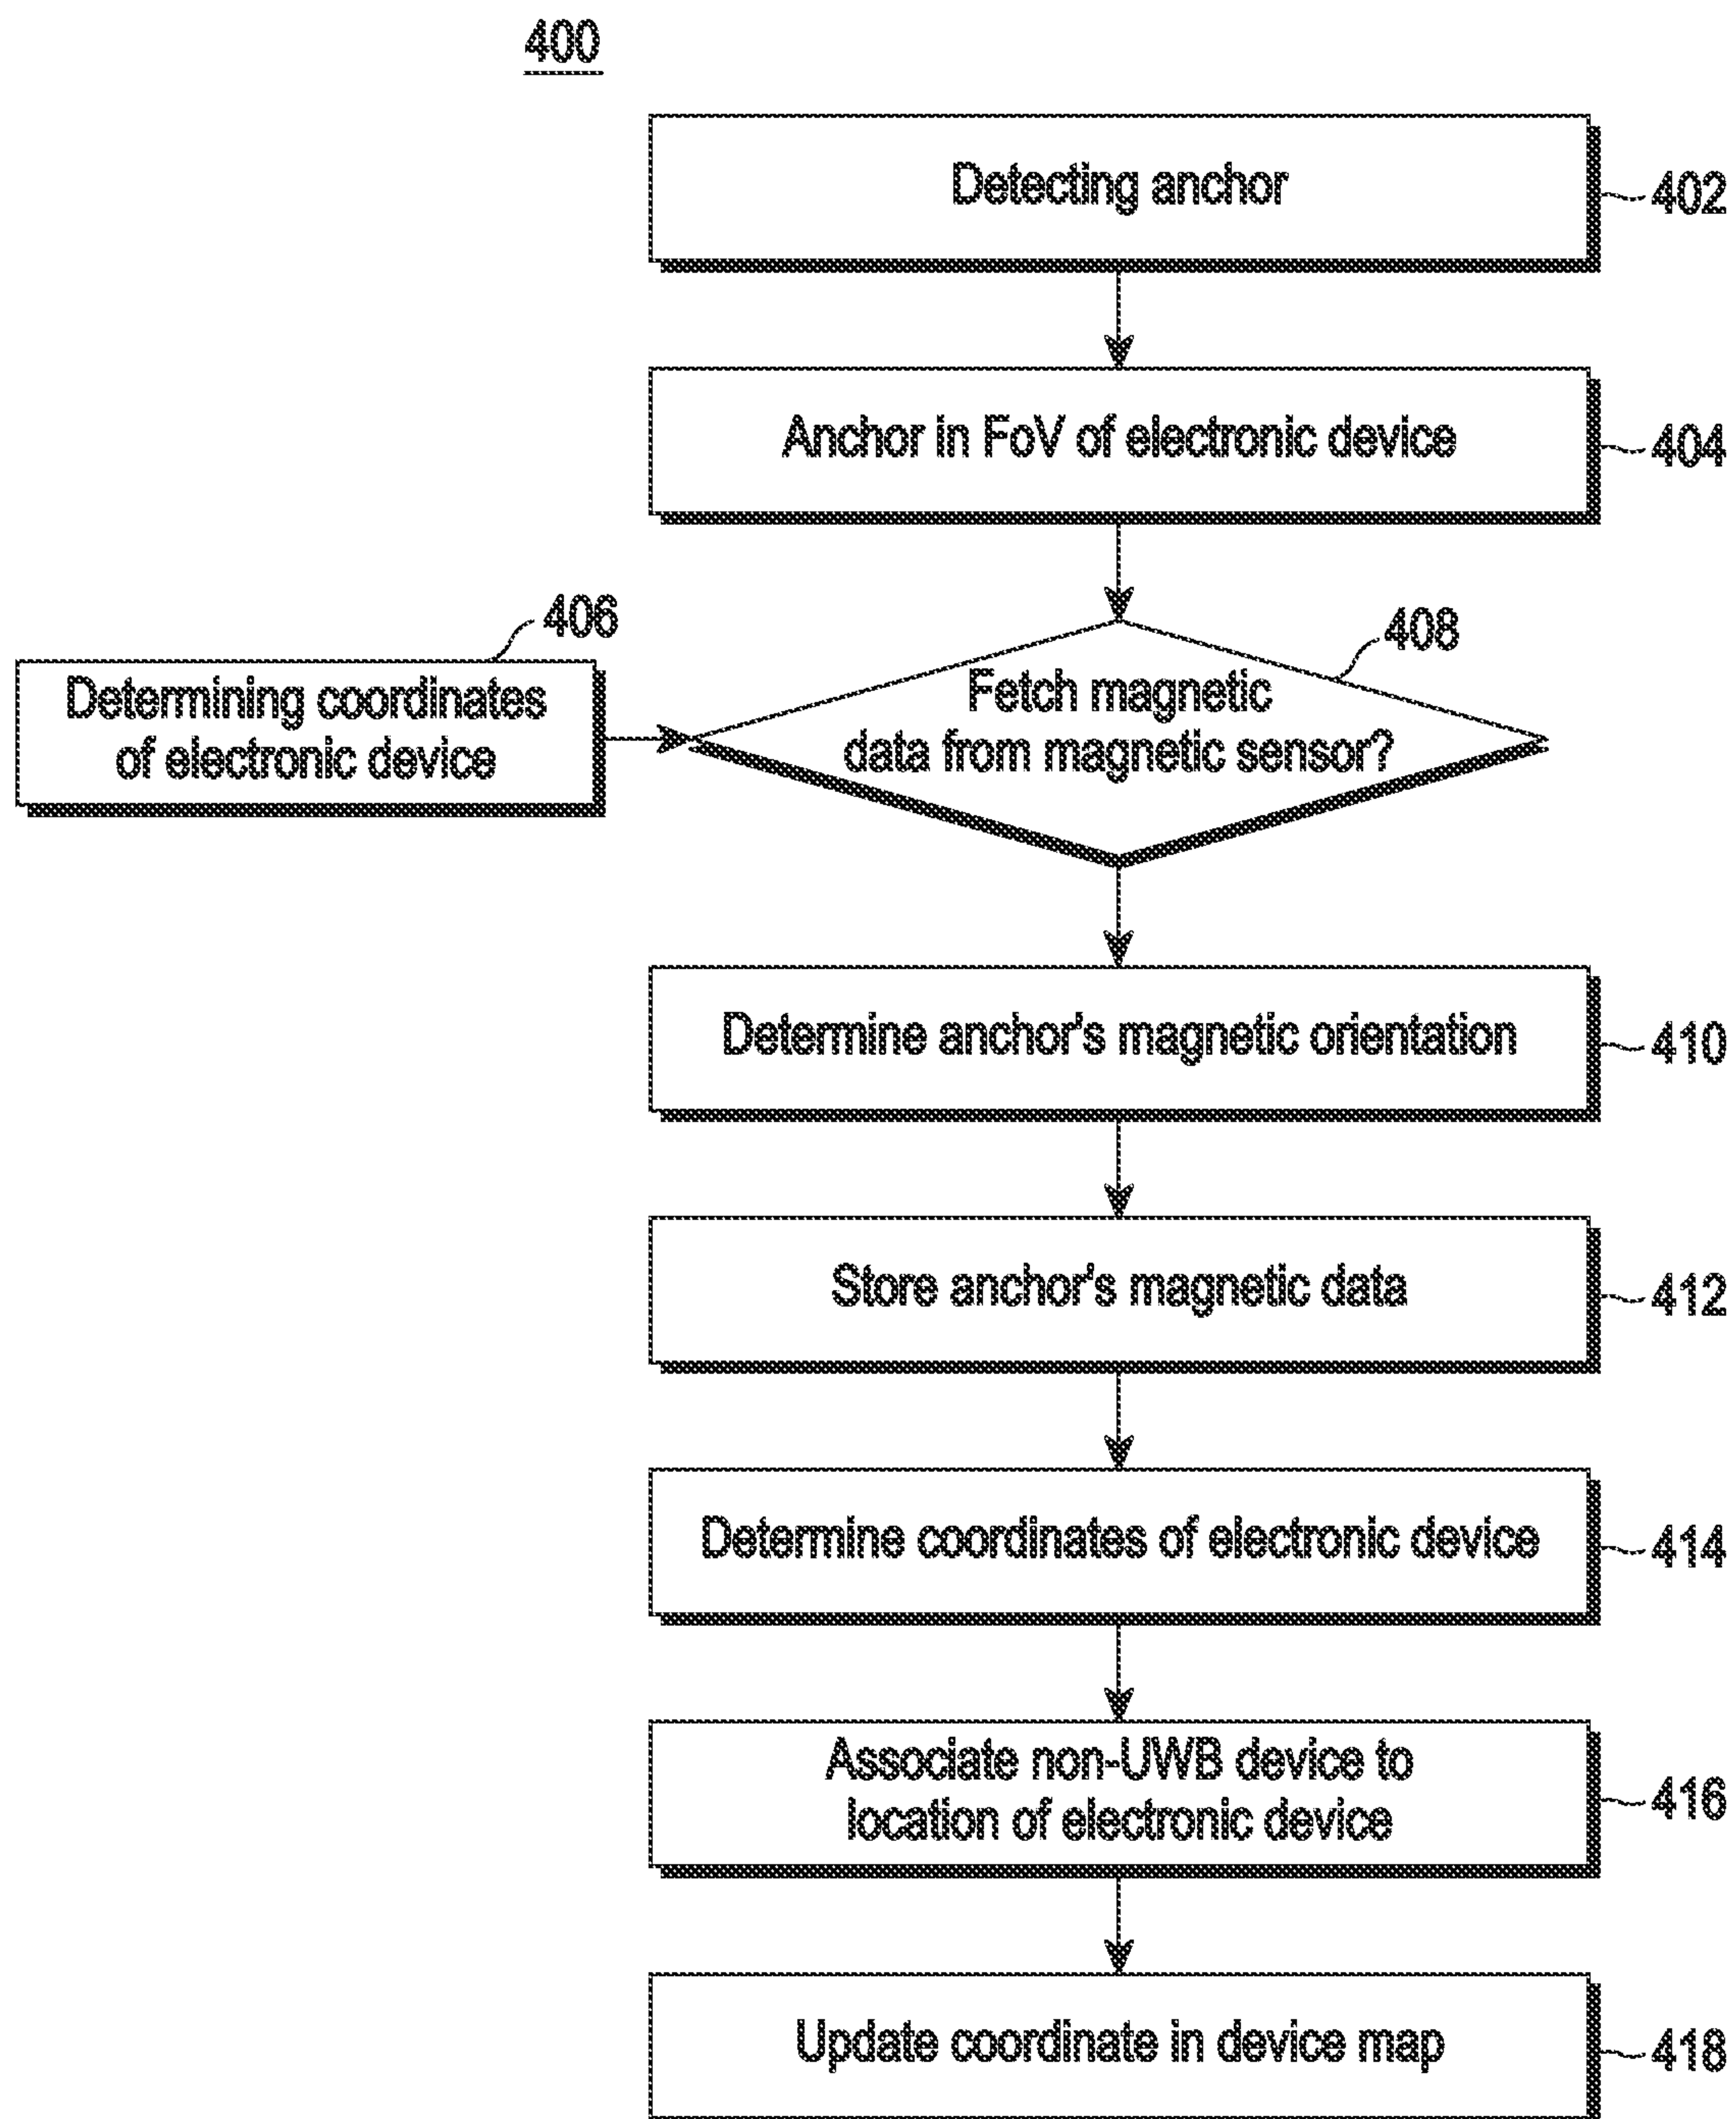 400
Detecting anchor
402
Anchor in FoV of electronic device
404
406
Determining coordinates
of electronic device
408
Fetch magnetic
data from magnetic sensor?
Determine anchor's magnetic orientation
410
Store anchor's magnetic data
412
Determine coordinates of electronic device
414
Associate non-UWB device to
location of electronic device
416
Update coordinate in device map
418